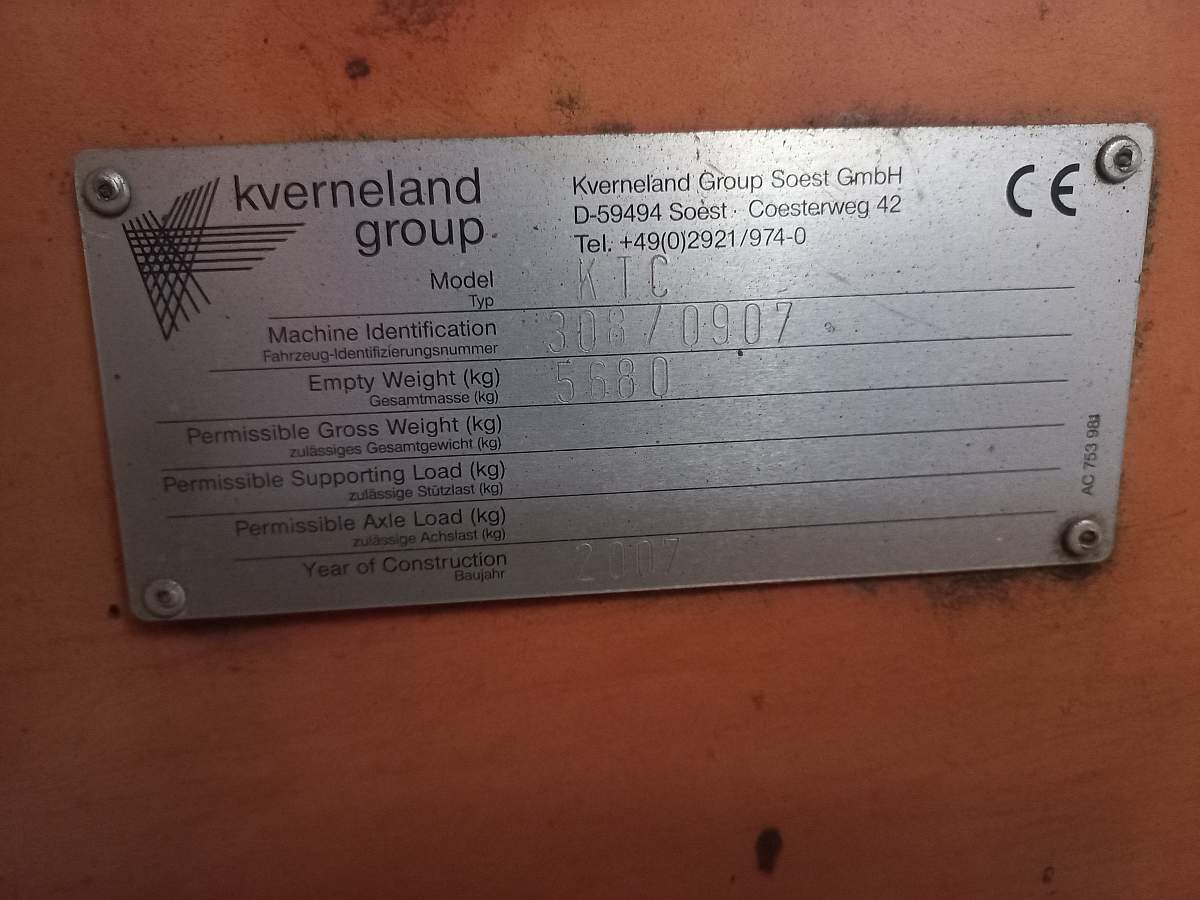 kverneland
group
Kverneland Group Soest GmbH
D-59494 Soest · Coesterweg 42
Tel. +49(0)2921/974-0
CE
Model KTC
Typ
Machine Identification 308/0907
Fahrzeug-Identifizierungsnummer
Empty Weight (kg) 5680
Gesamtmasse (kg)
Permissible Gross Weight (kg)
zulässiges Gesamtgewicht (kg)
Permissible Supporting Load (kg)
zulässige Stützlast (kg)
Permissible Axle Load (kg)
zulässige Achslast (kg)
Year of Construction 2007
Baujahr
AC 753 981